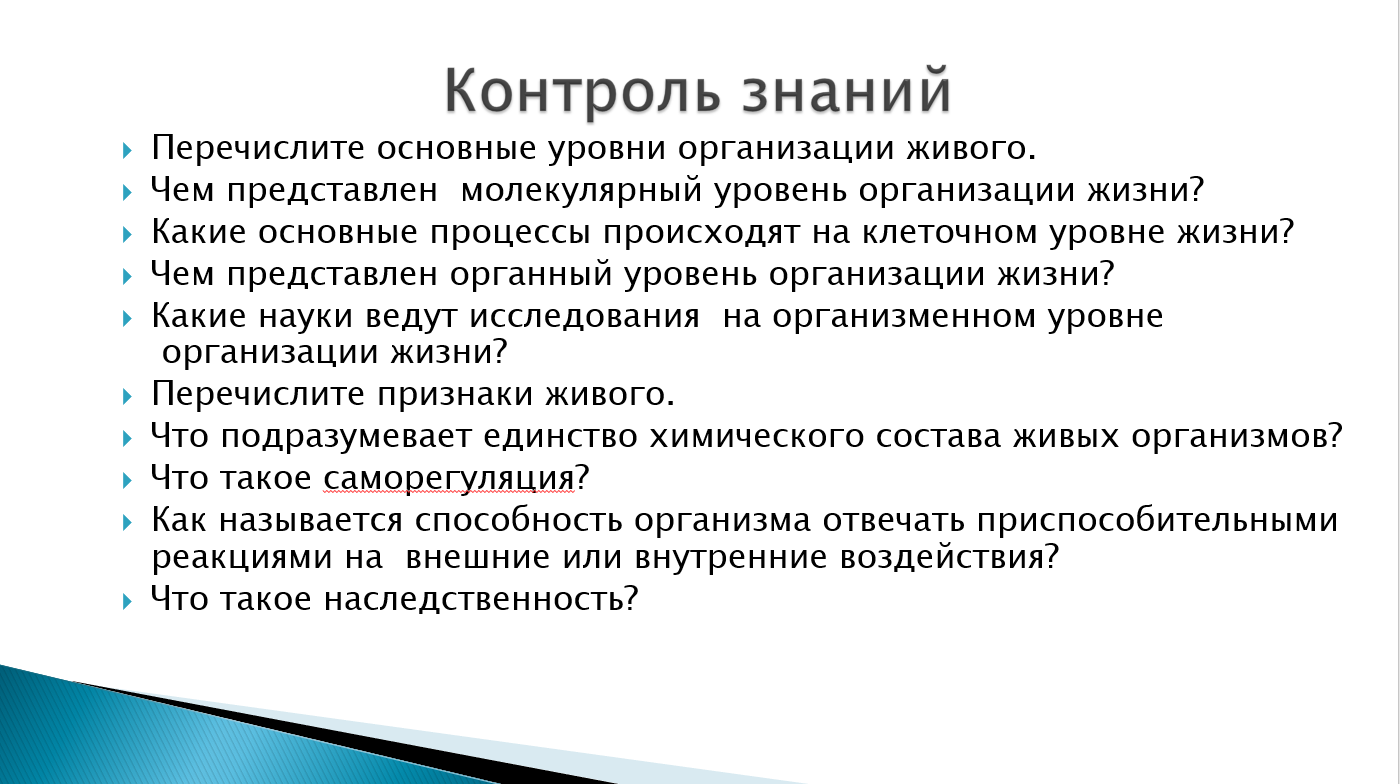 Контроль знаний
Перечислите основные уровни организации живого.
Чем представлен  молекулярный уровень организации жизни?
Какие основные процессы происходят на клеточном уровне жизни?
Чем представлен органный уровень организации жизни?
Какие науки ведут исследования  на организменном уровне
организации жизни?
Перечислите признаки живого.
Что подразумевает единство химического состава живых организмов?
Что такое саморегуляция?
Как называется способность организма отвечать приспособительными
реакциями на  внешние или внутренние воздействия?
Что такое наследственность?